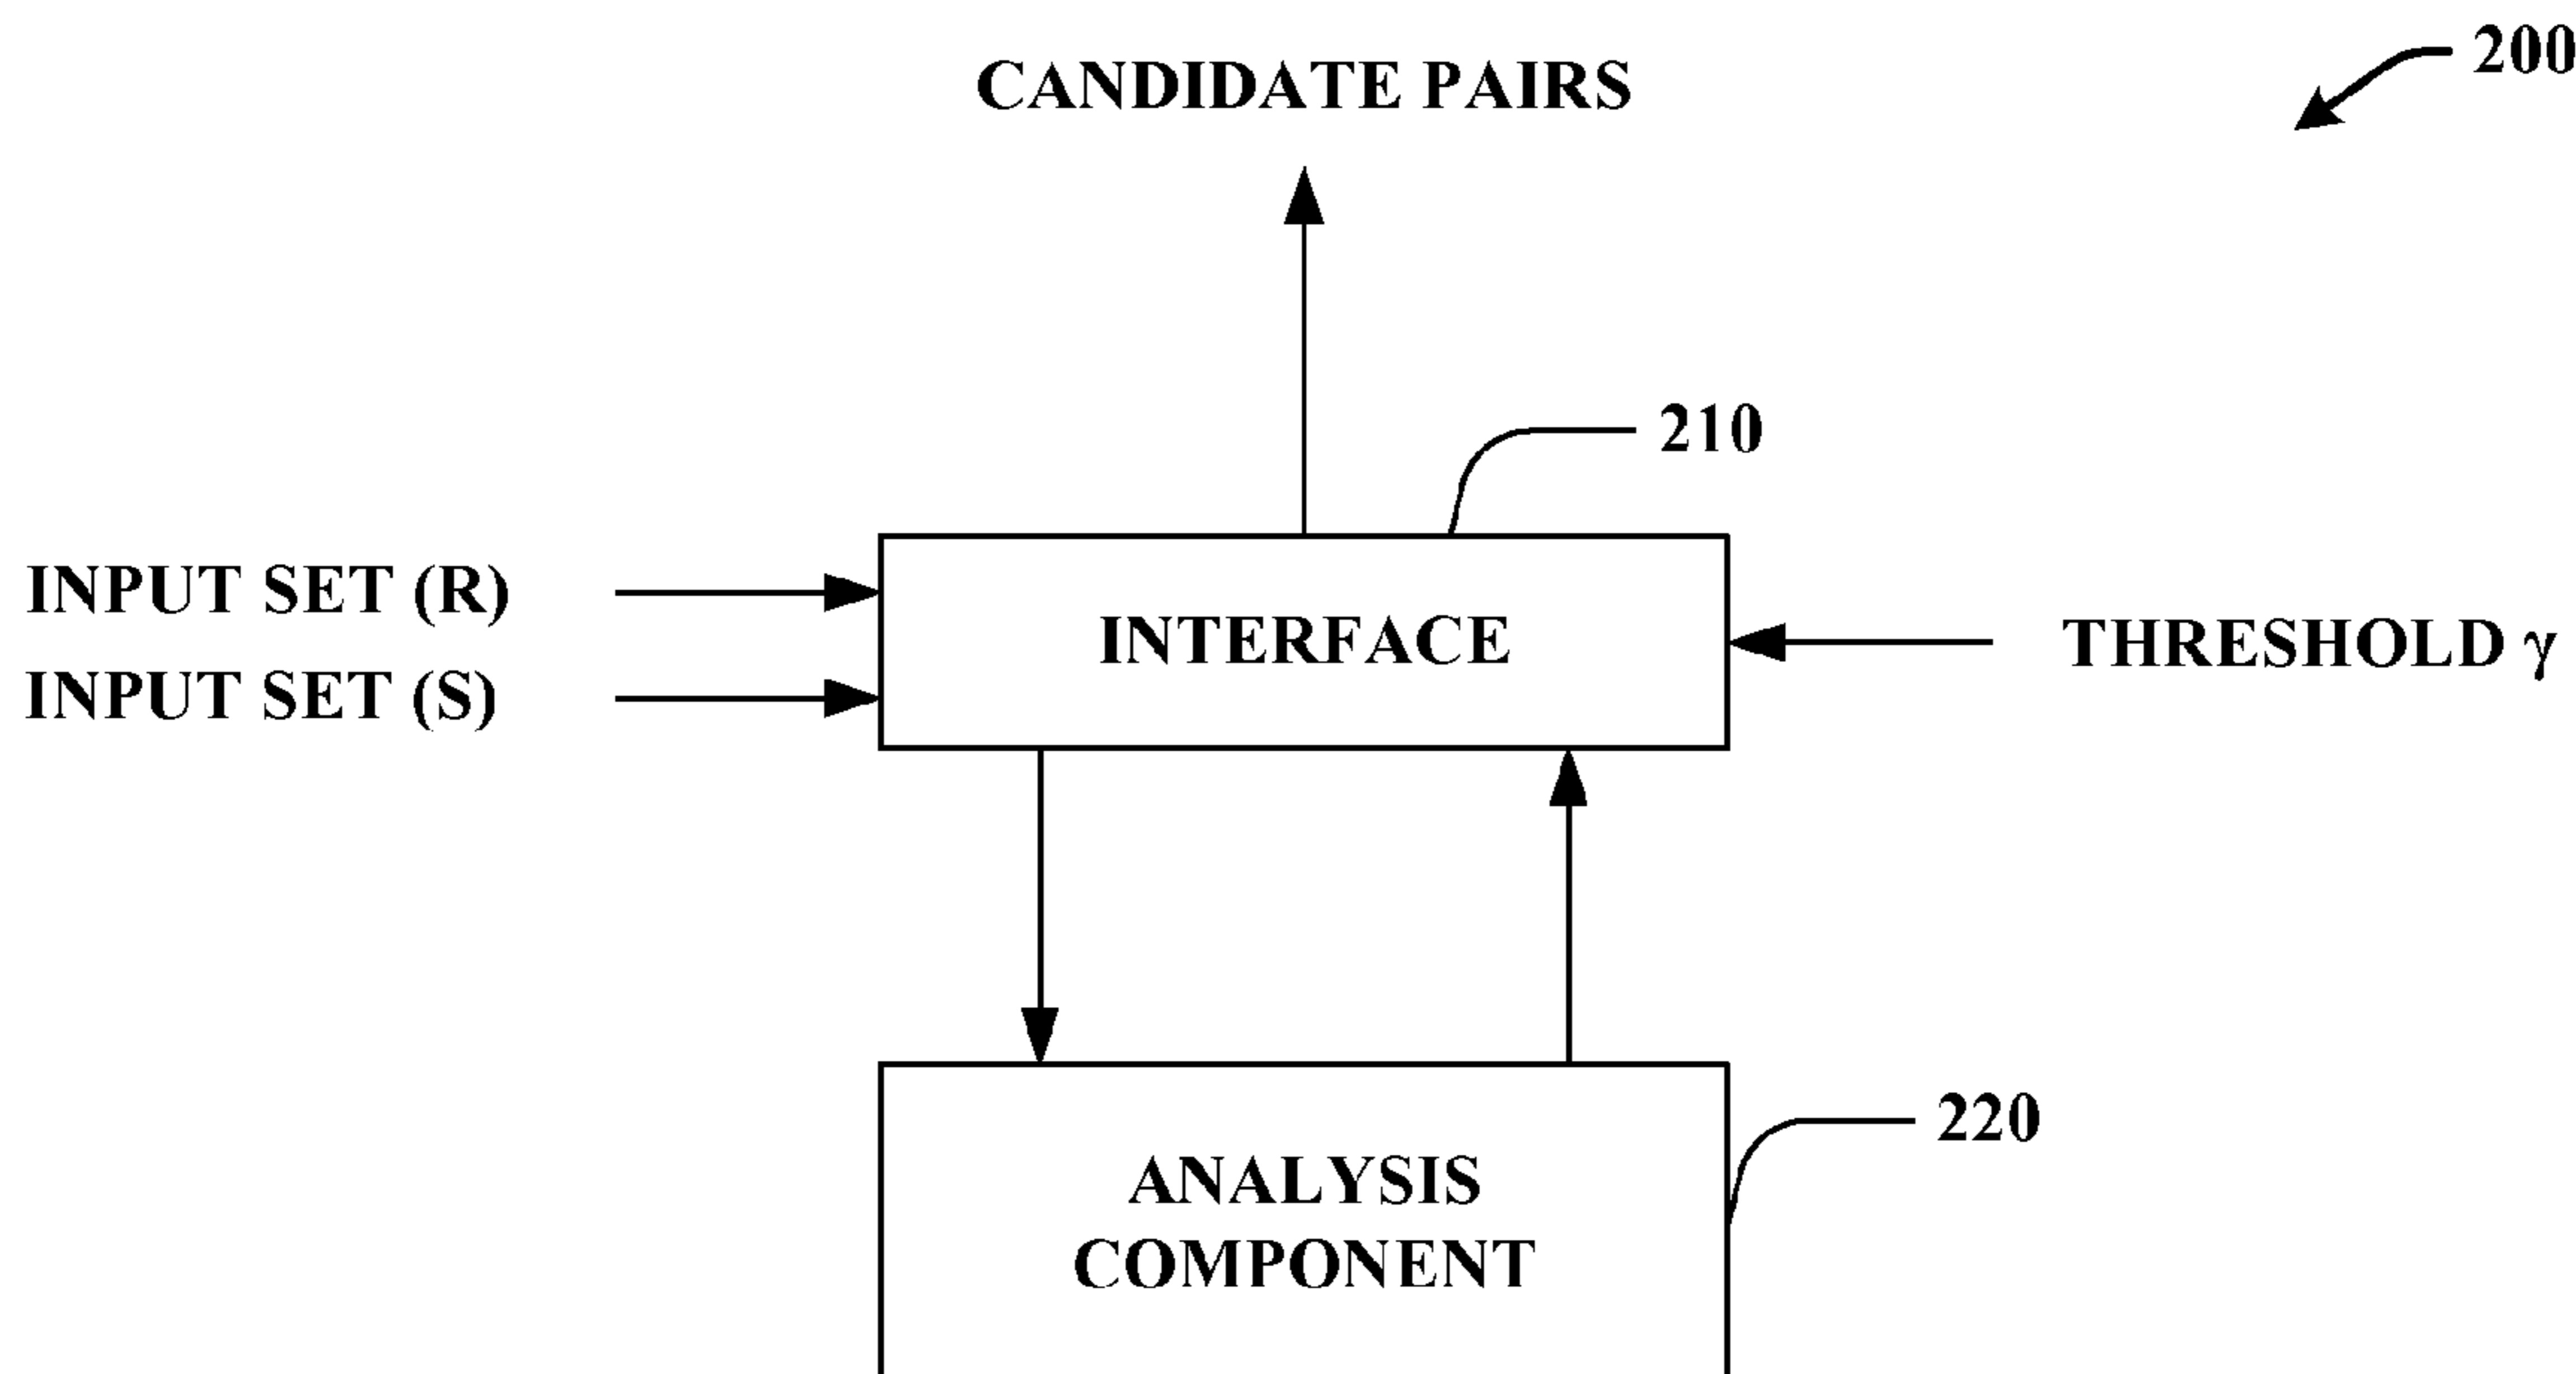 200
CANDIDATE PAIRS
210
INPUT SET (R)
INPUT SET (S)
INTERFACE
THRESHOLD γ
220
ANALYSIS
COMPONENT